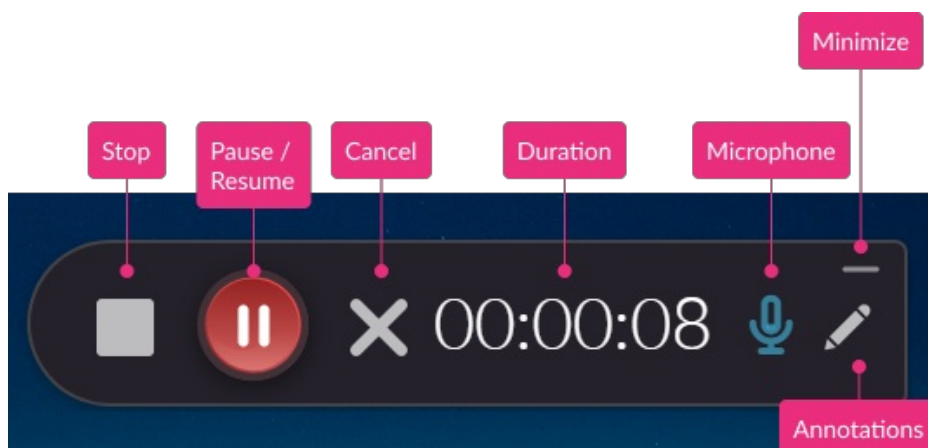 Minimize
Stop
Pause /
Resume
Cancel
Duration
Microphone
00:00:08
Annotations